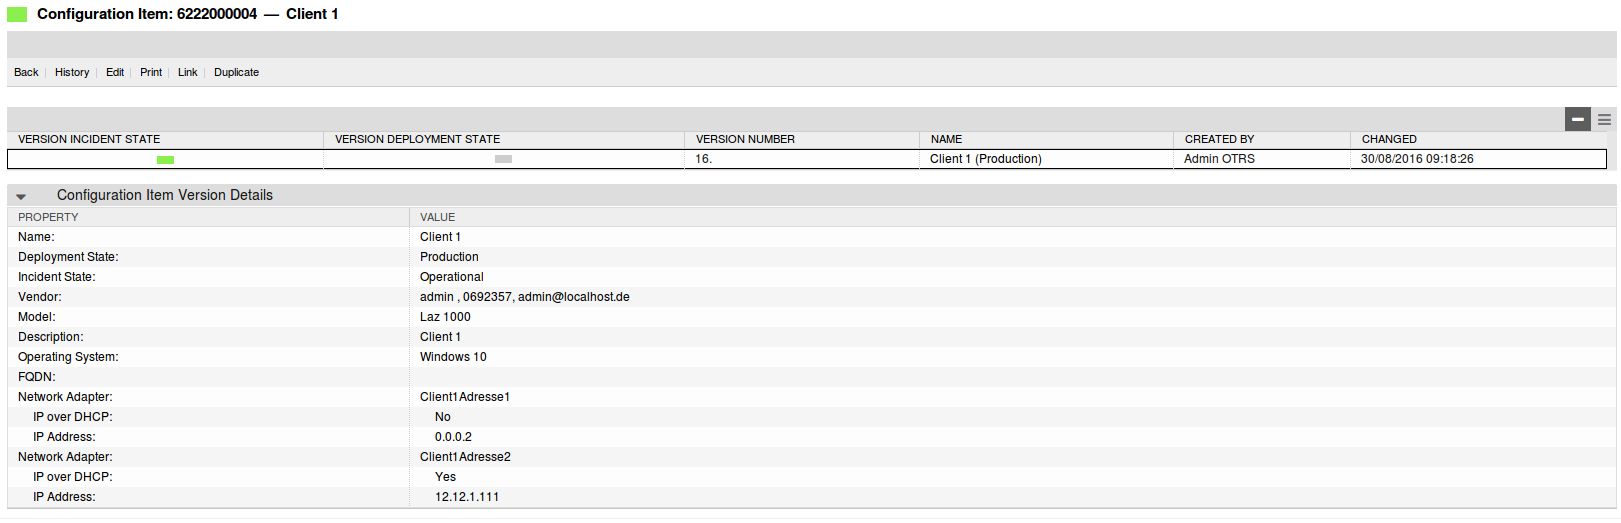 Configuration Item: 6222000004 — Client 1
Back History Edit Print Link Duplicate
VERSION INCIDENT STATE VERSION DEPLOYMENT STATE VERSION NUMBER NAME CREATED BY CHANGED
16. Client 1 (Production) Admin OTRS 30/08/2016 09:18:26
Configuration Item Version Details
PROPERTY VALUE
Name: Client 1
Deployment State: Production
Incident State: Operational
Vendor: admin , 0692357, admin@localhost.de
Model: Laz 1000
Description: Client 1
Operating System: Windows 10
FQDN:
Network Adapter: Client1Adresse1
IP over DHCP: No
IP Address: 0.0.0.2
Network Adapter: Client1Adresse2
IP over DHCP: Yes
IP Address: 12.12.1.111